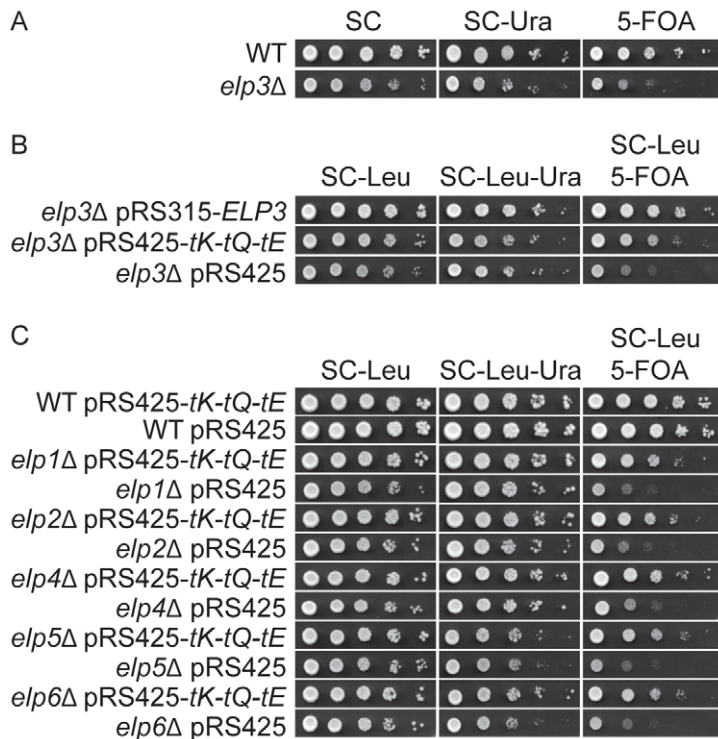 A
SC SC-Ura 5-FOA
WT
elp3Δ
B
SC-Leu SC-Leu-Ura SC-Leu 5-FOA
elp3Δ pRS315-ELP3
elp3Δ pRS425-tK-tQ-tE
elp3Δ pRS425
C
SC-Leu SC-Leu-Ura SC-Leu 5-FOA
WT pRS425-tK-tQ-tE
WT pRS425
elp1Δ pRS425-tK-tQ-tE
elp1Δ pRS425
elp2Δ pRS425-tK-tQ-tE
elp2Δ pRS425
elp4Δ pRS425-tK-tQ-tE
elp4Δ pRS425
elp5Δ pRS425-tK-tQ-tE
elp5Δ pRS425
elp6Δ pRS425-tK-tQ-tE
elp6Δ pRS425